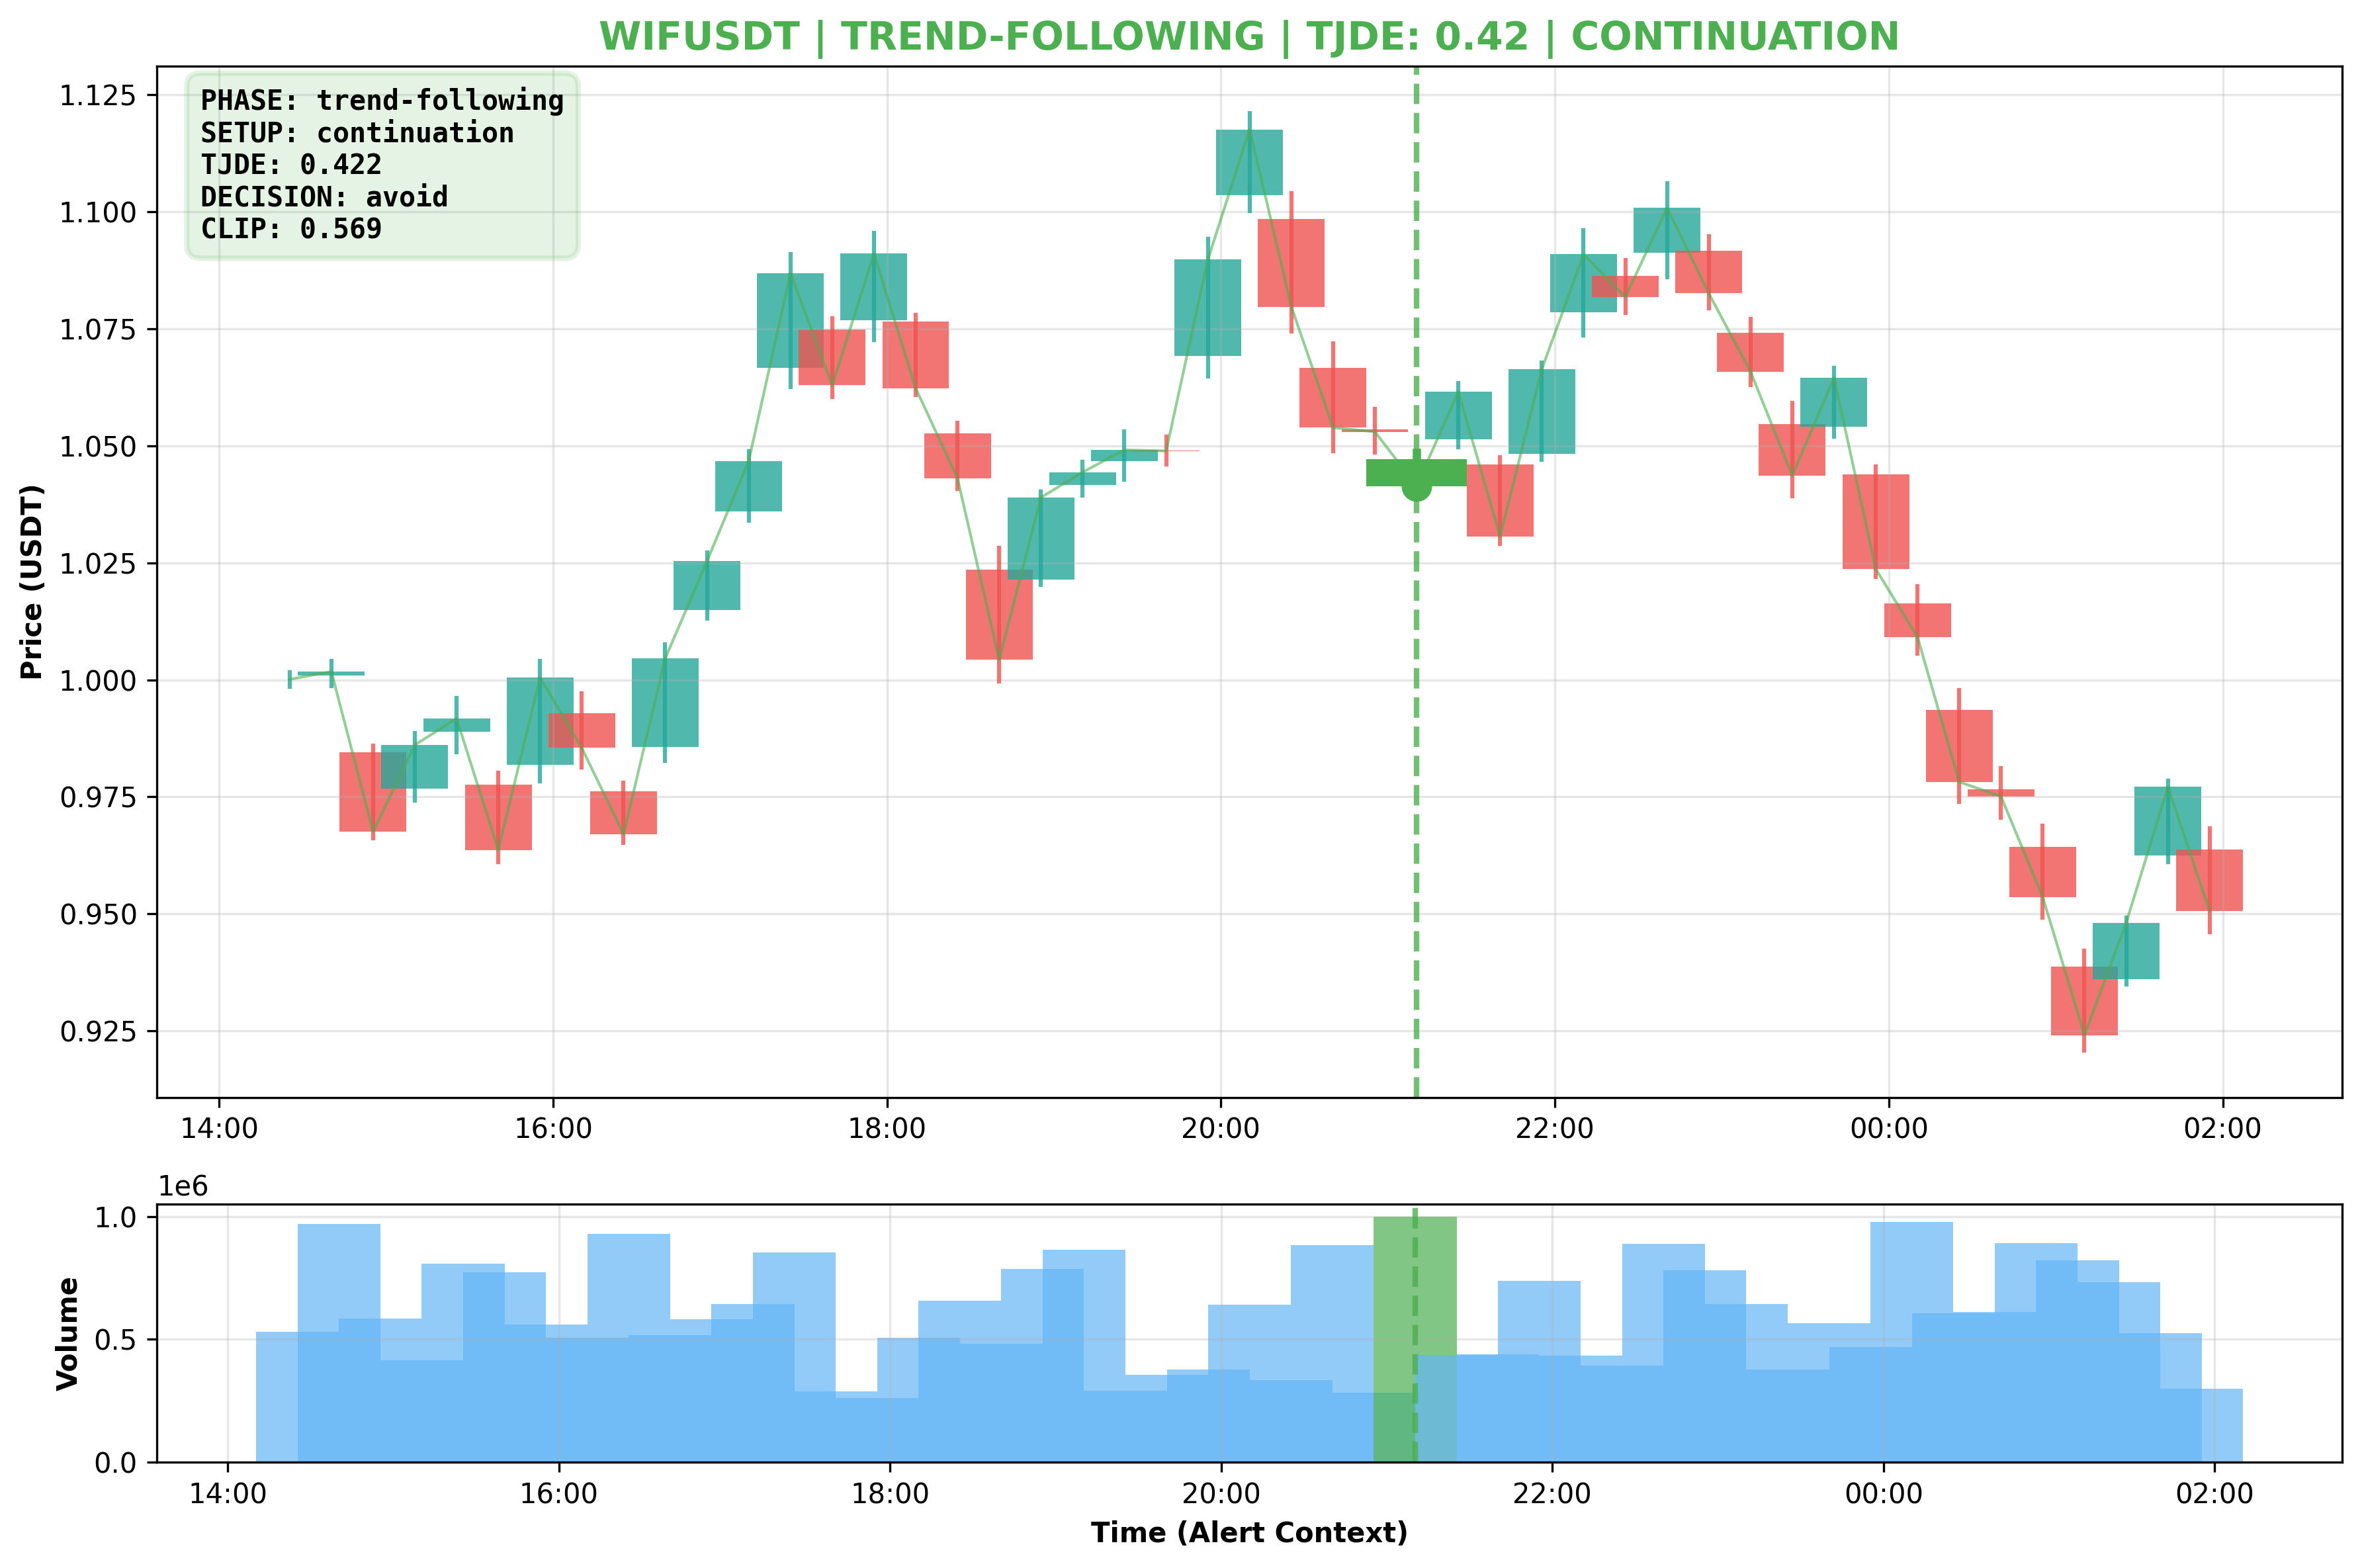 WIFUSDT | TREND-FOLLOWING | TJDE: 0.42 | CONTINUATION
PHASE: trend-following
SETUP: continuation
TJDE: 0.422
DECISION: avoid
CLIP: 0.569
Price (USDT)
1.125
1.100
1.075
1.050
1.025
1.000
0.975
0.950
0.925
14:00 16:00 18:00 20:00 22:00 00:00 02:00
1e6
Volume
1.0
0.5
0.0
14:00 16:00 18:00 20:00 22:00 00:00 02:00
Time (Alert Context)